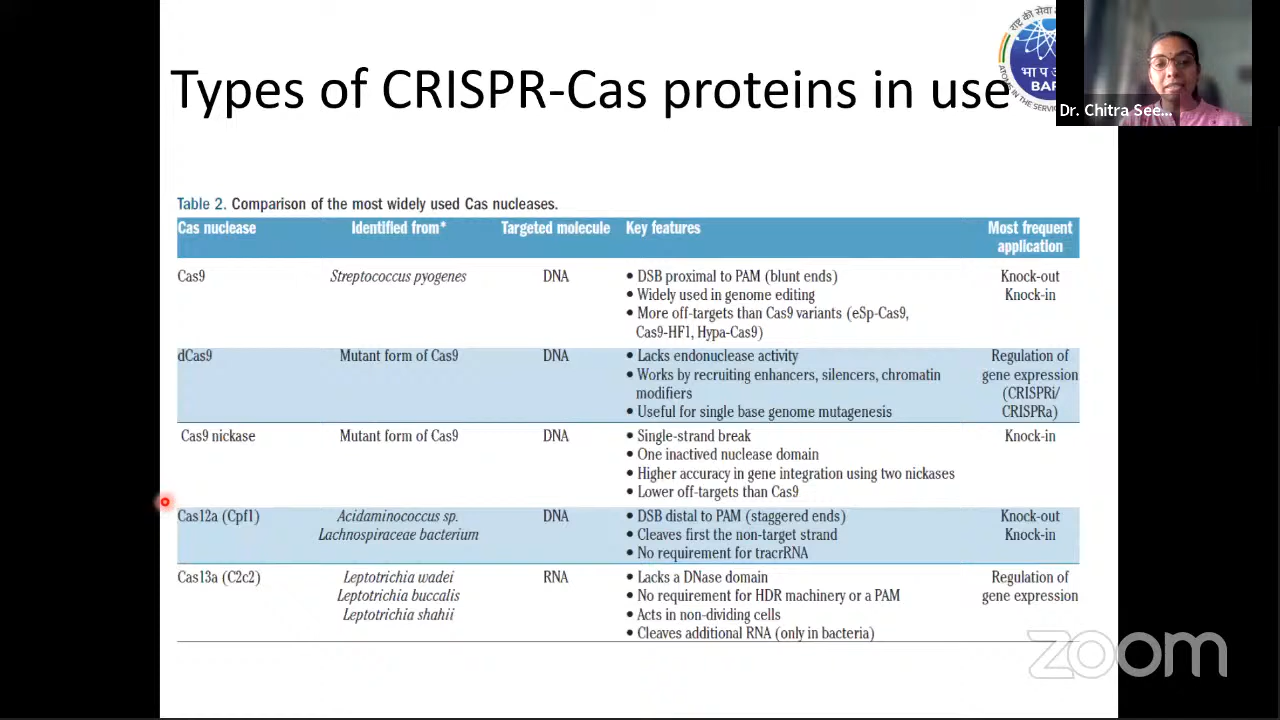 Types of CRISPR-Cas proteins in use
राष्ट्र की सेवा
भा प अ
BAR
ATOMS IN THE SERVICE
Dr. Chitra See...
Table 2. Comparison of the most widely used Cas nucleases.
Cas nuclease Identified from* Targeted molecule Key features Most frequent
application
Cas9 Streptococcus pyogenes DNA • DSB proximal to PAM (blunt ends) Knock-out
• Widely used in genome editing Knock-in
• More off-targets than Cas9 variants (eSp-Cas9,
Cas9-HF1, Hypa-Cas9)
dCas9 Mutant form of Cas9 DNA • Lacks endonuclease activity Regulation of
• Works by recruiting enhancers, silencers, chromatin gene expression
modifiers (CRISPRi/
• Useful for single base genome mutagenesis CRISPRa)
Cas9 nickase Mutant form of Cas9 DNA • Single-strand break Knock-in
• One inactived nuclease domain
• Higher accuracy in gene integration using two nickases
• Lower off-targets than Cas9
Cas12a (Cpf1) Acidaminococcus sp. DNA • DSB distal to PAM (staggered ends) Knock-out
Lachnospiraceae bacterium • Cleaves first the non-target strand Knock-in
• No requirement for tracrRNA
Cas13a (C2c2) Leptotrichia wadei RNA • Lacks a DNase domain Regulation of
Leptotrichia buccalis • No requirement for HDR machinery or a PAM gene expression
Leptotrichia shahii • Acts in non-dividing cells
• Cleaves additional RNA (only in bacteria)
zoom